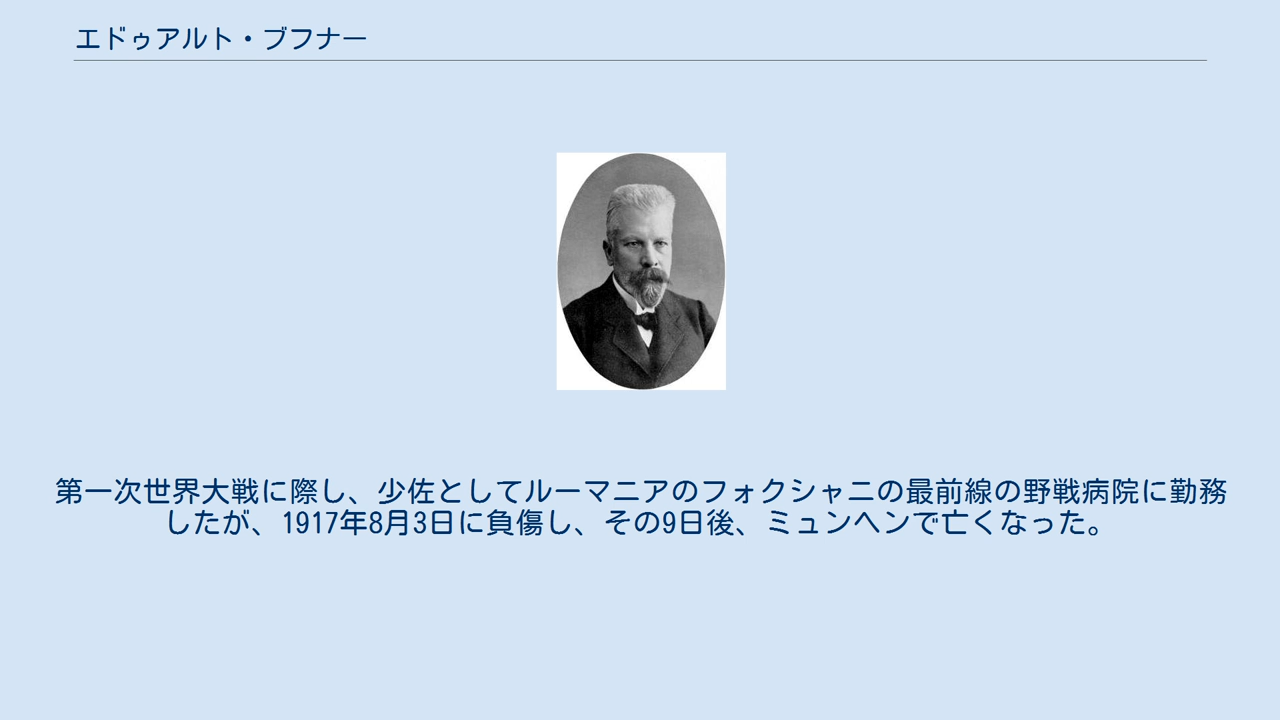 エドゥアルト・ブフナー
第一次世界大戦に際し、少佐としてルーマニアのフォクシャニの最前線の野戦病院に勤務
したが、1917年8月3日に負傷し、その9日後、ミュンヘンで亡くなった。